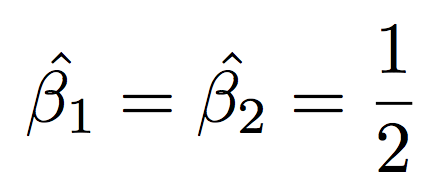 β̂₁ = β̂₂ = 1/2